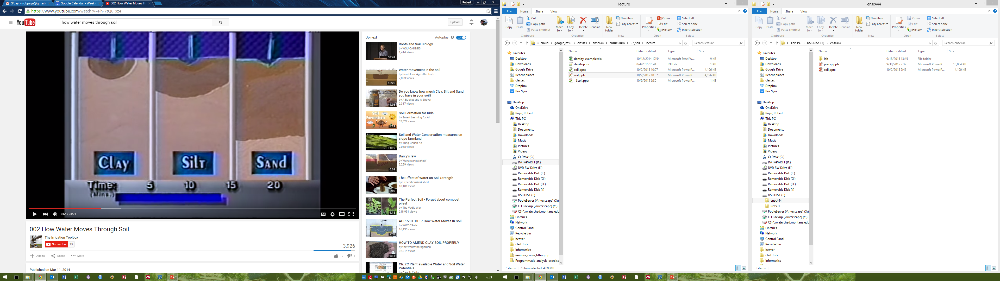 G'day! - robpayn@gmail.c
Google Calendar - Week o
002 How Water Moves Th
Robert
https://www.youtube.com/watch?v=Ph-7tQuIbz4
YouTube
how water moves through soil
Upload
Clay
Silt
Sand
Time:
(Mins.)
5
10
15
20
6:54 / 31:24
002 How Water Moves Through Soil
The Irrigation Toolbox
Subscribe
25
3,926
Add to
Share
More
10
1
Published on Mar 11, 2014
Up next
Autoplay
Roots and Soil Biology
by WSU CAHNRS
1,414 views
38:41
Water movement in the soil
by Gembloux Agro-Bio Tech
7,093 views
16:26
Do you know how much Clay, Silt and Sand
you have in your soil?
by A Bucket and A Shovel
2,317 views
9:03
Soil Formation for Kids
by Smart Learning for All
33,822 views
Soil Formation
3:11
Soil and Water Conservation measures on
slope farmland
by Yung-Chuan Ko
2,038 views
14:10
Darcy's law
by WakaWakaWakaW
2,259 views
0:09
The Effect of Water on Soil Strength
by ExpeditionWorkshed
18,181 views
6:09
The Perfect Soil - Forget about compost
piles!
by The Vedic Way
218,991 views
6:15
AGPR201 13 17 How Water Moves In Soil
by WWCCSoils
16,435 views
7:39
HOW TO AMEND CLAY SOIL PROPERLY
by thetwobrothersgarden
92,214 views
6:18
Ch. 2C Plant-available Water and Soil Water
Potentials
by Cara H Cario
6:33
lecture
File Home Share View
Copy
Paste
Cut
Copy path
Paste shortcut
Clipboard
Move to
Copy to
Delete
Rename
Organize
New folder
New item
Easy access
New
Properties
Open
Edit
History
Open
Select all
Select none
Invert selection
Select
« cloud google_msu classes ensc444 curriculum 07_soil lecture
Search lecture
Name Date modified Type Size
density_example.xlsx 10/12/2014 17:54 Microsoft Excel W... 9 KB
desktop.ini 8/4/2015 16:44 INI File 1 KB
soil.ppsx 10/2/2015 10:07 Microsoft PowerP... 4,196 KB
soil.pptx 10/2/2015 10:07 Microsoft PowerP... 4,196 KB
~$soil.pptx 10/9/2015 6:30 Microsoft PowerP... 1 KB
Favorites
Desktop
Downloads
Google Drive
Recent places
classes
Dropbox
Box Sync
Desktop
OneDrive
Payn, Robert
This PC
Desktop
Documents
Downloads
Music
Pictures
Videos
C: Drive (C:)
DATAPART1 (D:)
DVD RW Drive (E:)
Removable Disk (F:)
Removable Disk (G:)
Removable Disk (H:)
Removable Disk (I:)
USB DISK (J:)
PooleServer (\\riverscape) (X:)
FLLBackup (\\riverscape) (Y:)
C$ (\\watershed.montana.edu
Libraries
Network
Control Panel
Recycle Bin
beaver
clark fork
informatics
exercise_curve_fitting.zip
Programmatic_analysis_exercise
5 items 1 item selected 4.09 MB
ensc444
File Home Share View
Copy
Paste
Cut
Copy path
Paste shortcut
Clipboard
Move to
Copy to
Delete
Rename
Organize
New folder
New item
Easy access
New
Properties
Open
Edit
History
Open
Select all
Select none
Invert selection
Select
This PC USB DISK (J:) ensc444
Search ensc444
Name Date modified Type Size
lab 9/18/2015 13:45 File folder
precip.pptx 9/30/2015 7:37 Microsoft PowerP... 10,004 KB
soil.pptx 10/2/2015 7:46 Microsoft PowerP... 4,190 KB
Favorites
Desktop
Downloads
Google Drive
Recent places
classes
Dropbox
Box Sync
Desktop
OneDrive
Payn, Robert
This PC
Desktop
Documents
Downloads
Music
Pictures
Videos
C: Drive (C:)
DATAPART1 (D:)
DVD RW Drive (E:)
Removable Disk (F:)
Removable Disk (G:)
Removable Disk (H:)
Removable Disk (I:)
USB DISK (J:)
ensc444
lres591
PooleServer (\\riverscape) (X:)
FLLBackup (\\riverscape) (Y:)
C$ (\\watershed.montana.edu
Libraries
Network
Control Panel
Recycle Bin
beaver
clark fork
informatics
3 items